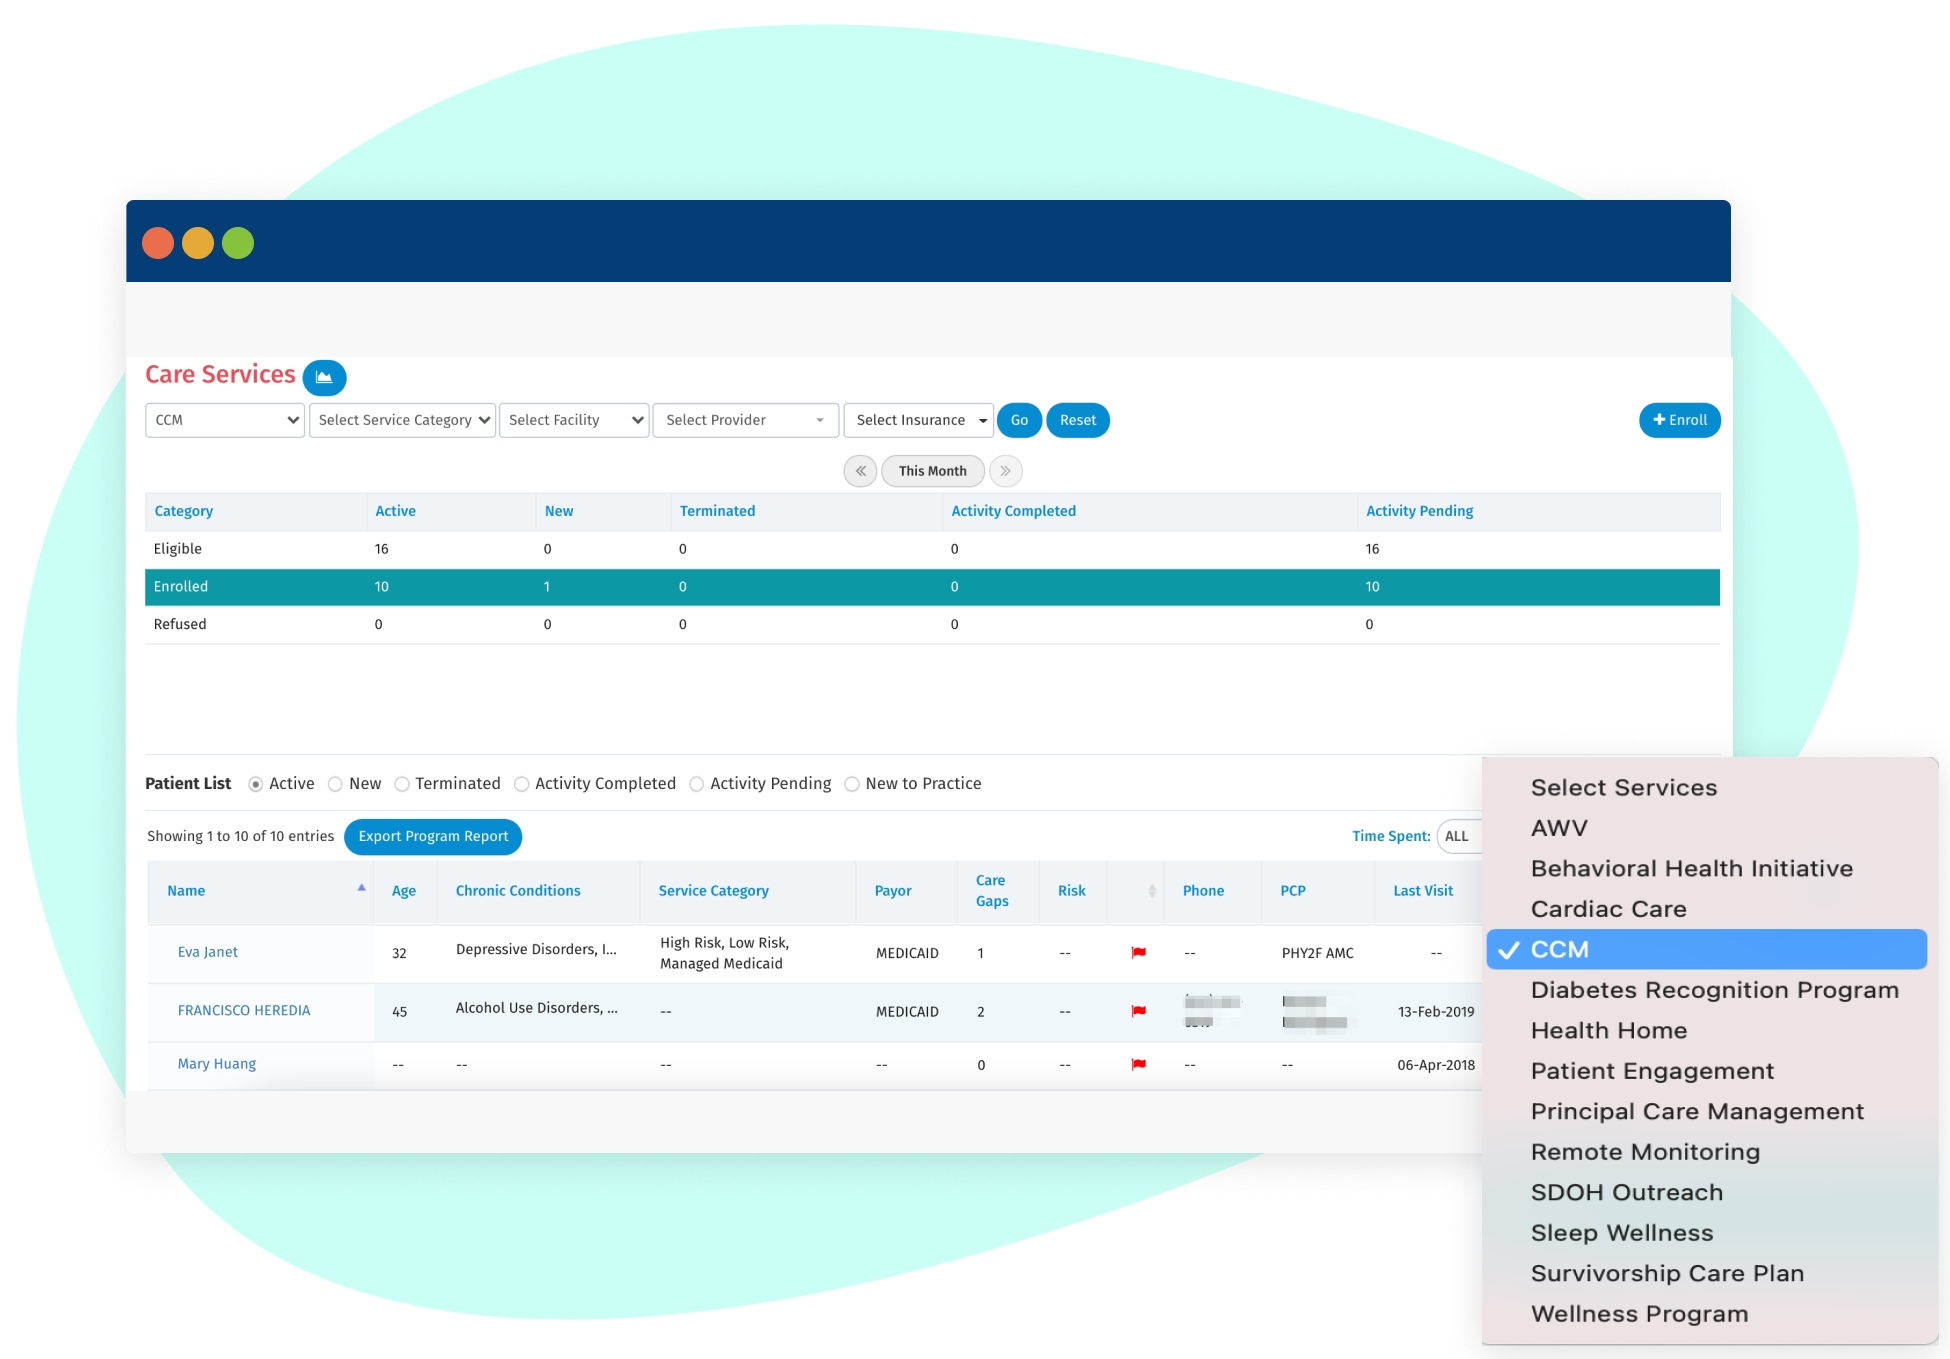 Care Services
CCM Select Service Category Select Facility Select Provider Select Insurance Go Reset + Enroll
« This Month »
Category Active New Terminated Activity Completed Activity Pending
Eligible 16 0 0 0 16
Enrolled 10 1 0 0 10
Refused 0 0 0 0 0
Patient List Active New Terminated Activity Completed Activity Pending New to Practice
Showing 1 to 10 of 10 entries Export Program Report Time Spent: ALL
Name Age Chronic Conditions Service Category Payor Care Gaps Risk Phone PCP Last Visit
Eva Janet 32 Depressive Disorders, I... High Risk, Low Risk, Managed Medicaid MEDICAID 1 -- -- PHY2F AMC --
FRANCISCO HEREDIA 45 Alcohol Use Disorders, ... -- MEDICAID 2 -- 13-Feb-2019
Mary Huang -- -- -- -- 0 -- -- -- 06-Apr-2018
Select Services
AWV
Behavioral Health Initiative
Cardiac Care
✓ CCM
Diabetes Recognition Program
Health Home
Patient Engagement
Principal Care Management
Remote Monitoring
SDOH Outreach
Sleep Wellness
Survivorship Care Plan
Wellness Program